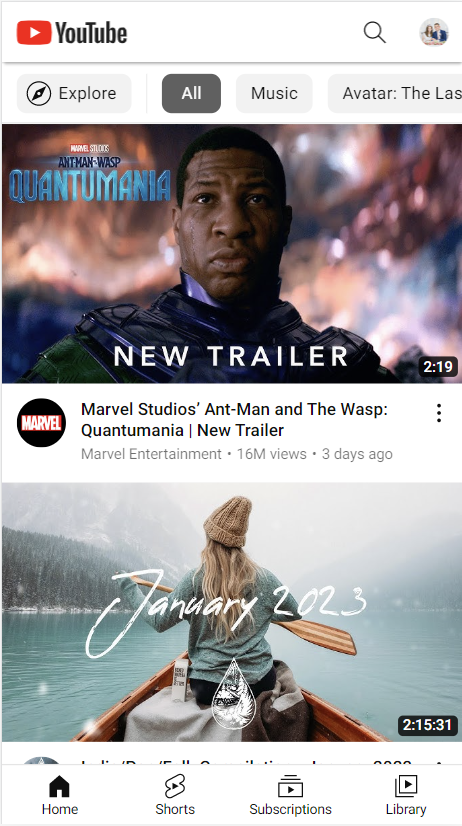 YouTube
Explore
All
Music
Avatar: The Las
MARVEL STUDIOS
ANT-MAN AND THE WASP
QUANTUMANIA
NEW TRAILER
2:19
MARVEL
Marvel Studios’ Ant-Man and The Wasp:
Quantumania | New Trailer
Marvel Entertainment • 16M views • 3 days ago
January 2023
2:15:31
Home
Shorts
Subscriptions
Library